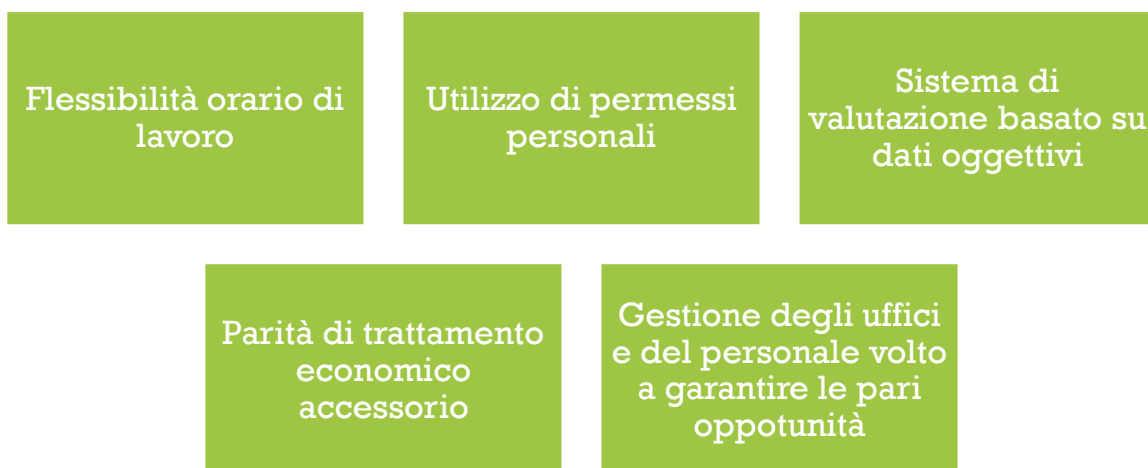 Flessibilità orario di
lavoro
Utilizzo di permessi
personali
Sistema di
valutazione basato su
dati oggettivi
Parità di trattamento
economico
accessorio
Gestione degli uffici
e del personale volto
a garantire le pari
oppotunità